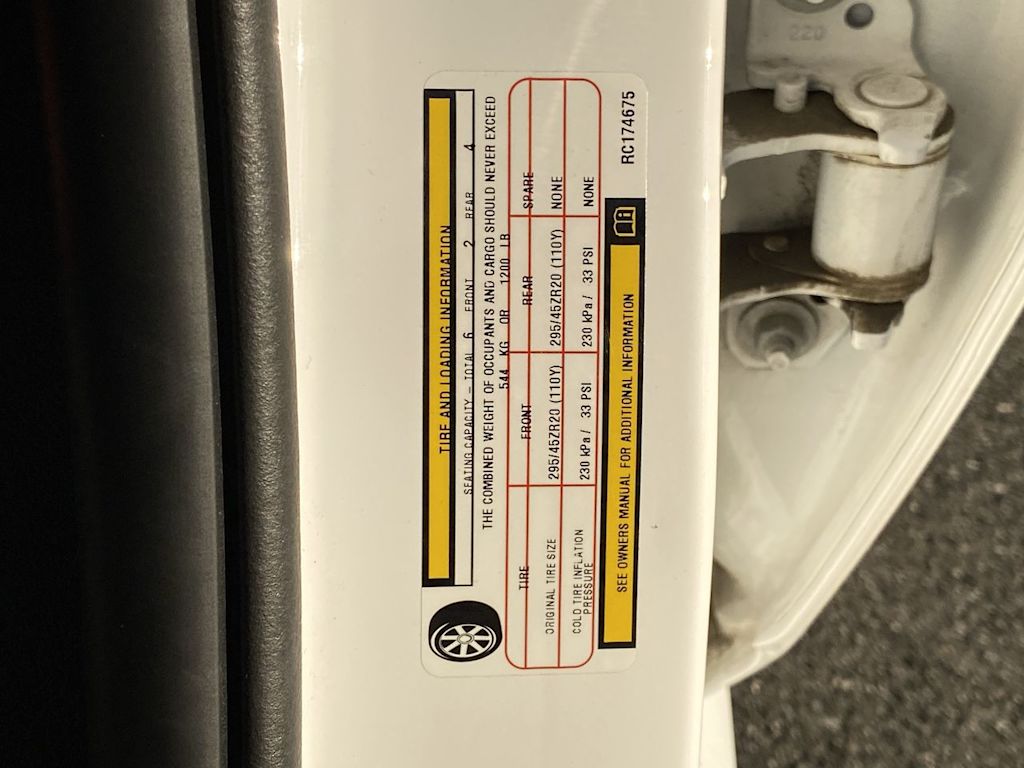 TIRE AND LOADING INFORMATION
SEATING CAPACITY – TOTAL 6 FRONT 2 REAR 4
THE COMBINED WEIGHT OF OCCUPANTS AND CARGO SHOULD NEVER EXCEED
544 KG OR 1200 LB
TIRE FRONT REAR SPARE
ORIGINAL TIRE SIZE 295/45ZR20 (110Y) 295/45ZR20 (110Y) NONE
COLD TIRE INFLATION
PRESSURE 230 kPa / 33 PSI 230 kPa / 33 PSI NONE
SEE OWNERS MANUAL FOR ADDITIONAL INFORMATION
RC174675
220